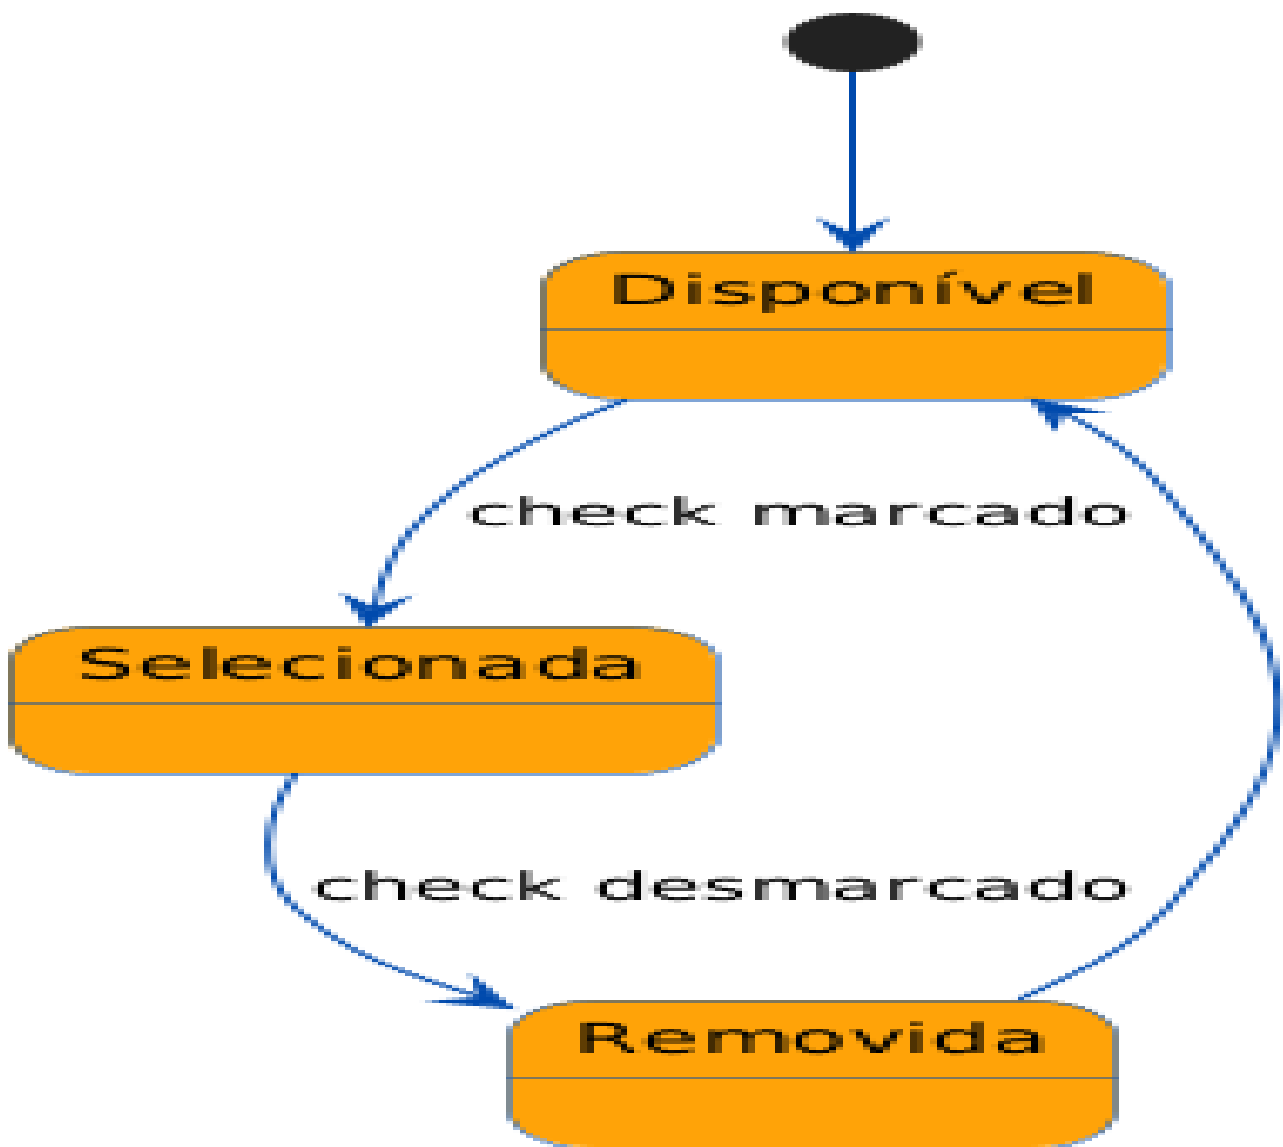 Disponível
check marcado
Selecionada
check desmarcado
Removida